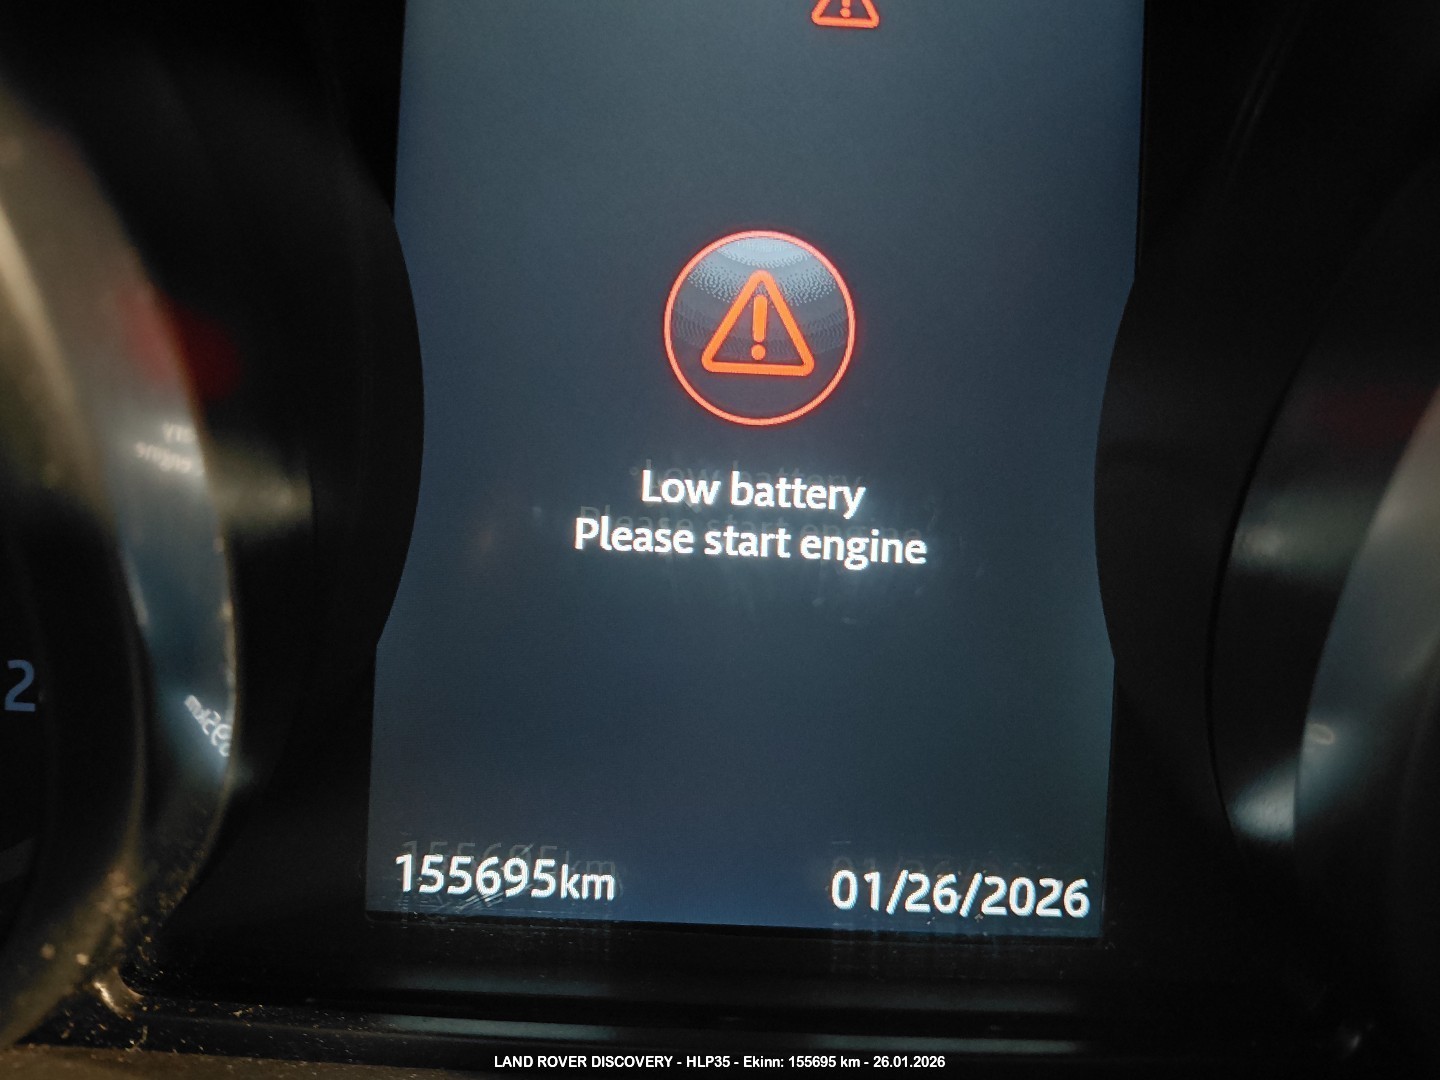 Low battery
Please start engine
2
155695km
01/26/2026
LAND ROVER DISCOVERY - HLP35 - Ekinn: 155695 km - 26.01.2026